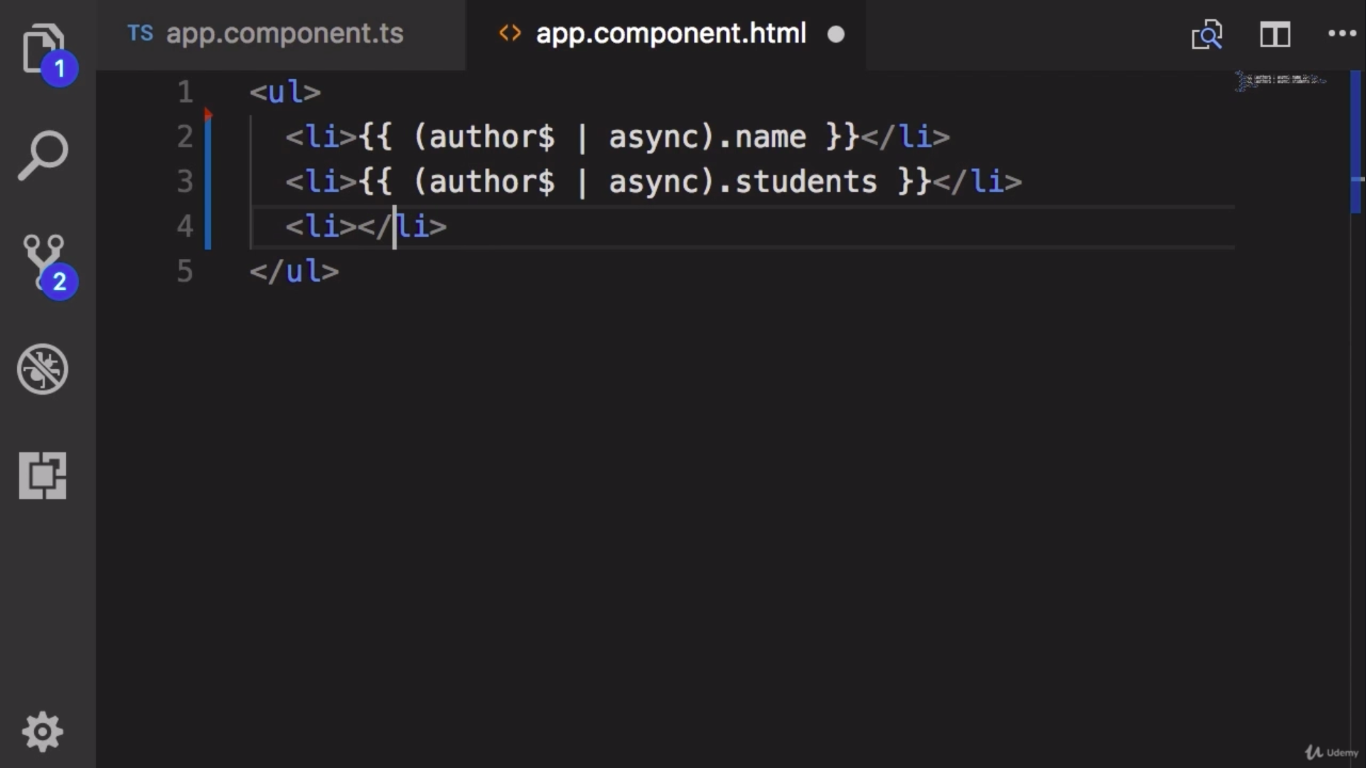 TS app.component.ts
<> app.component.html
1
1 <ul>
2 <li>{{ (author$ | async).name }}</li>
3 <li>{{ (author$ | async).students }}</li>
4 <li></li>
5 </ul>
2
Udemy